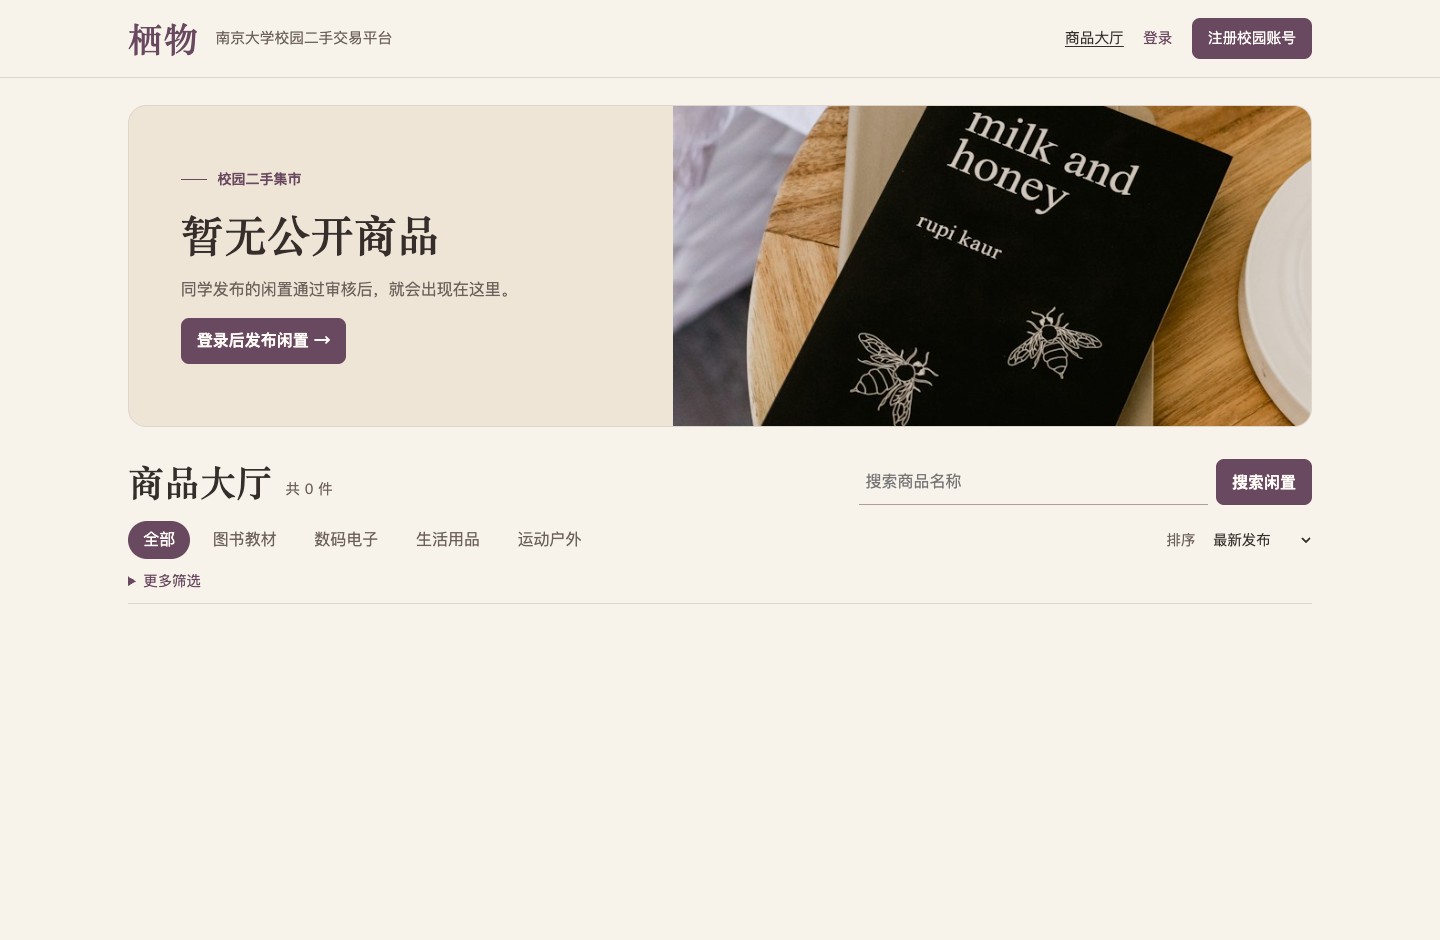 栖物
南京大学校园二手交易平台
商品大厅
登录
注册校园账号
校园二手集市
暂无公开商品
同学发布的闲置通过审核后，就会出现在这里。
登录后发布闲置 →
milk and
honey
rupi kaur
商品大厅
共 0 件
搜索商品名称
搜索闲置
全部
图书教材
数码电子
生活用品
运动户外
排序
最新发布
更多筛选